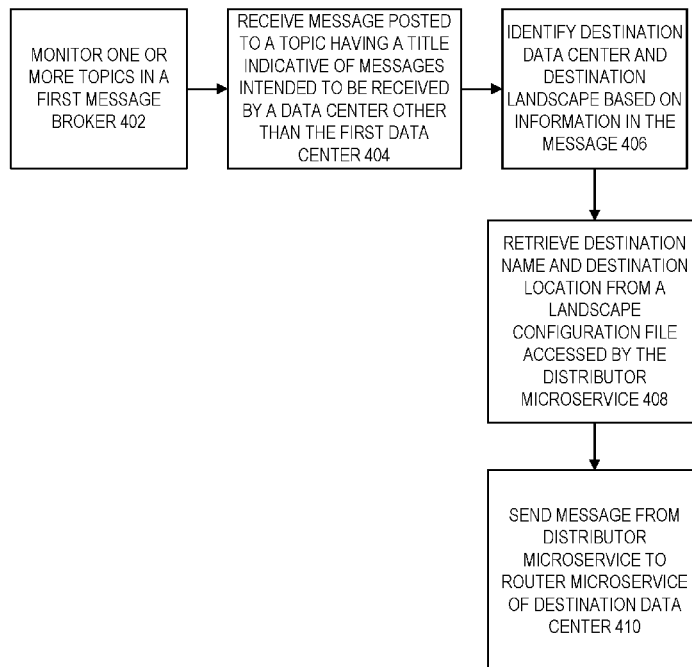 MONITOR ONE OR
MORE TOPICS IN A
FIRST MESSAGE
BROKER 402
RECEIVE MESSAGE POSTED
TO A TOPIC HAVING A TITLE
INDICATIVE OF MESSAGES
INTENDED TO BE RECEIVED
BY A DATA CENTER OTHER
THAN THE FIRST DATA
CENTER 404
IDENTIFY DESTINATION
DATA CENTER AND
DESTINATION
LANDSCAPE BASED ON
INFORMATION IN THE
MESSAGE 406
RETRIEVE DESTINATION
NAME AND DESTINATION
LOCATION FROM A
LANDSCAPE
CONFIGURATION FILE
ACCESSED BY THE
DISTRIBUTOR
MICROSERVICE 408
SEND MESSAGE FROM
DISTRIBUTOR
MICROSERVICE TO
ROUTER MICROSERVICE
OF DESTINATION DATA
CENTER 410